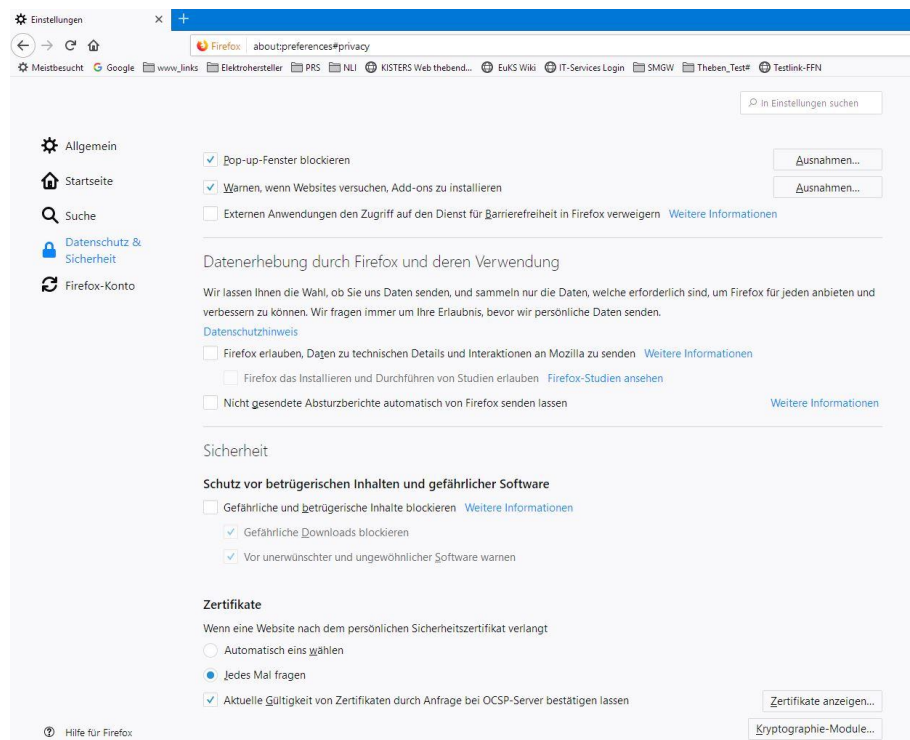 Einstellungen
Firefox about:preferences#privacy
Meistbesucht Google www_links Elektrohersteller PRS NLI KISTERS Web thebend... EuKS Wiki IT-Services Login SMGW Theben_Test# Testlink-FFN
In Einstellungen suchen
Allgemein
Startseite
Suche
Datenschutz &
Sicherheit
Firefox-Konto
Pop-up-Fenster blockieren
Ausnahmen...
Warnen, wenn Websites versuchen, Add-ons zu installieren
Ausnahmen...
Externen Anwendungen den Zugriff auf den Dienst für Barrierefreiheit in Firefox verweigern Weitere Informationen
Datenerhebung durch Firefox und deren Verwendung
Wir lassen Ihnen die Wahl, ob Sie uns Daten senden, und sammeln nur die Daten, welche erforderlich sind, um Firefox für jeden anbieten und
verbessern zu können. Wir fragen immer um Ihre Erlaubnis, bevor wir persönliche Daten senden.
Datenschutzhinweis
Firefox erlauben, Daten zu technischen Details und Interaktionen an Mozilla zu senden Weitere Informationen
Firefox das Installieren und Durchführen von Studien erlauben Firefox-Studien ansehen
Nicht gesendete Absturzberichte automatisch von Firefox senden lassen Weitere Informationen
Sicherheit
Schutz vor betrügerischen Inhalten und gefährlicher Software
Gefährliche und betrügerische Inhalte blockieren Weitere Informationen
Gefährliche Downloads blockieren
Vor unerwünschter und ungewöhnlicher Software warnen
Zertifikate
Wenn eine Website nach dem persönlichen Sicherheitszertifikat verlangt
Automatisch eins wählen
Jedes Mal fragen
Aktuelle Gültigkeit von Zertifikaten durch Anfrage bei OCSP-Server bestätigen lassen
Zertifikate anzeigen...
Kryptographie-Module...
Hilfe für Firefox